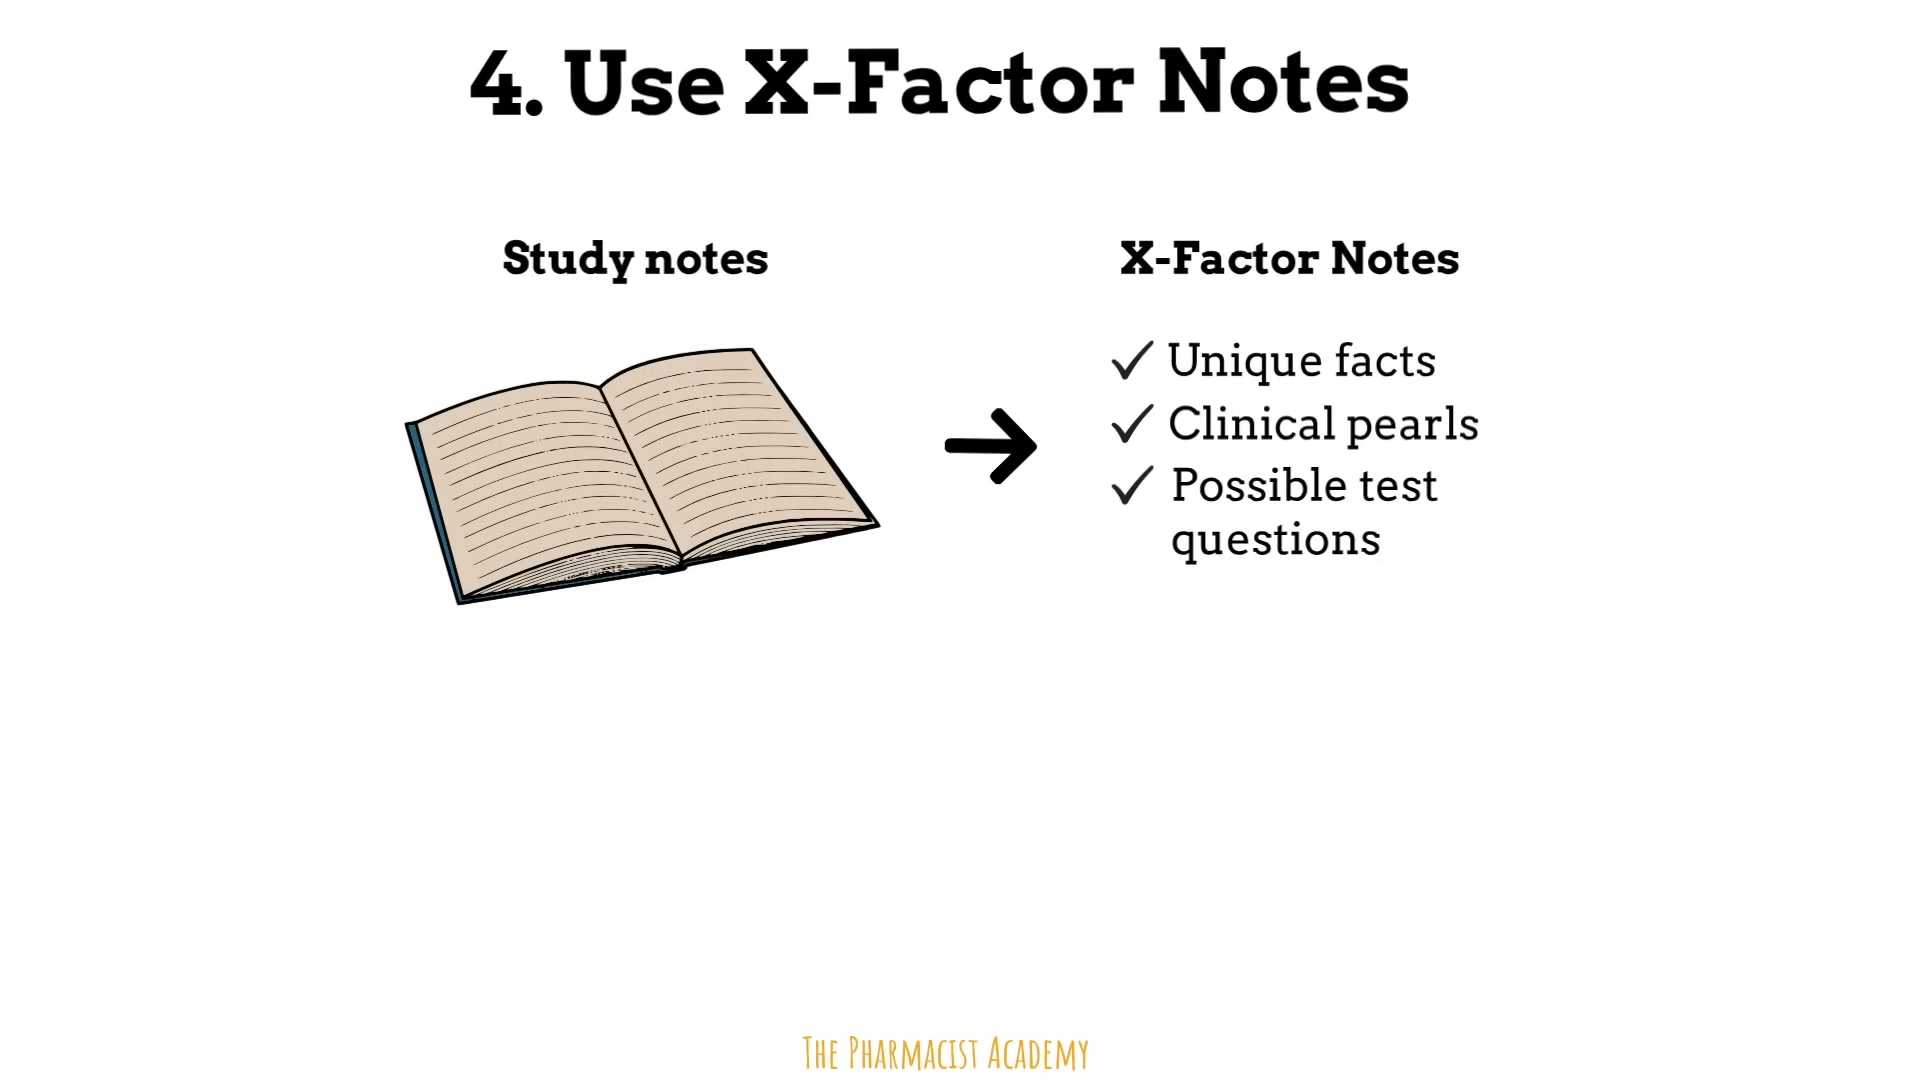 4. Use X-Factor Notes
Study notes
X-Factor Notes
✓ Unique facts
✓ Clinical pearls
✓ Possible test
questions
The Pharmacist Academy